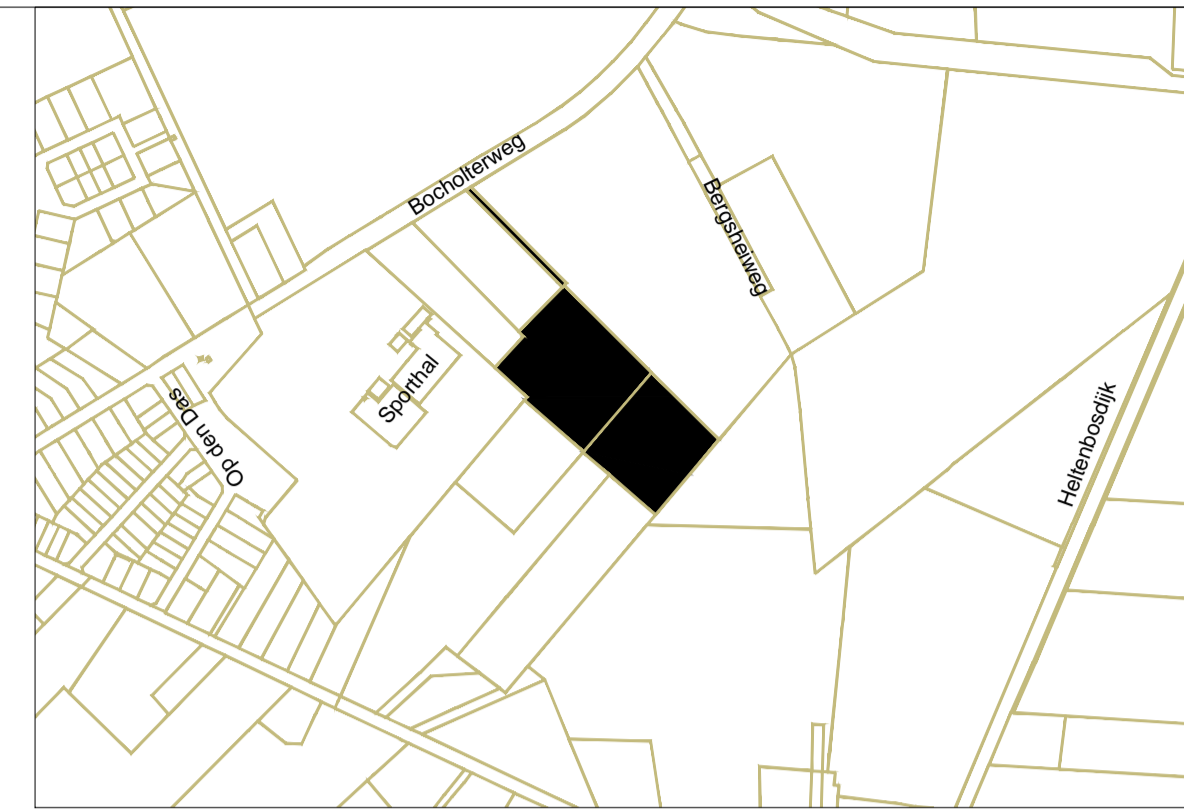 Bocholterweg
Bergsheiweg
Sporthal
Op den Das
Heltenbosdijk